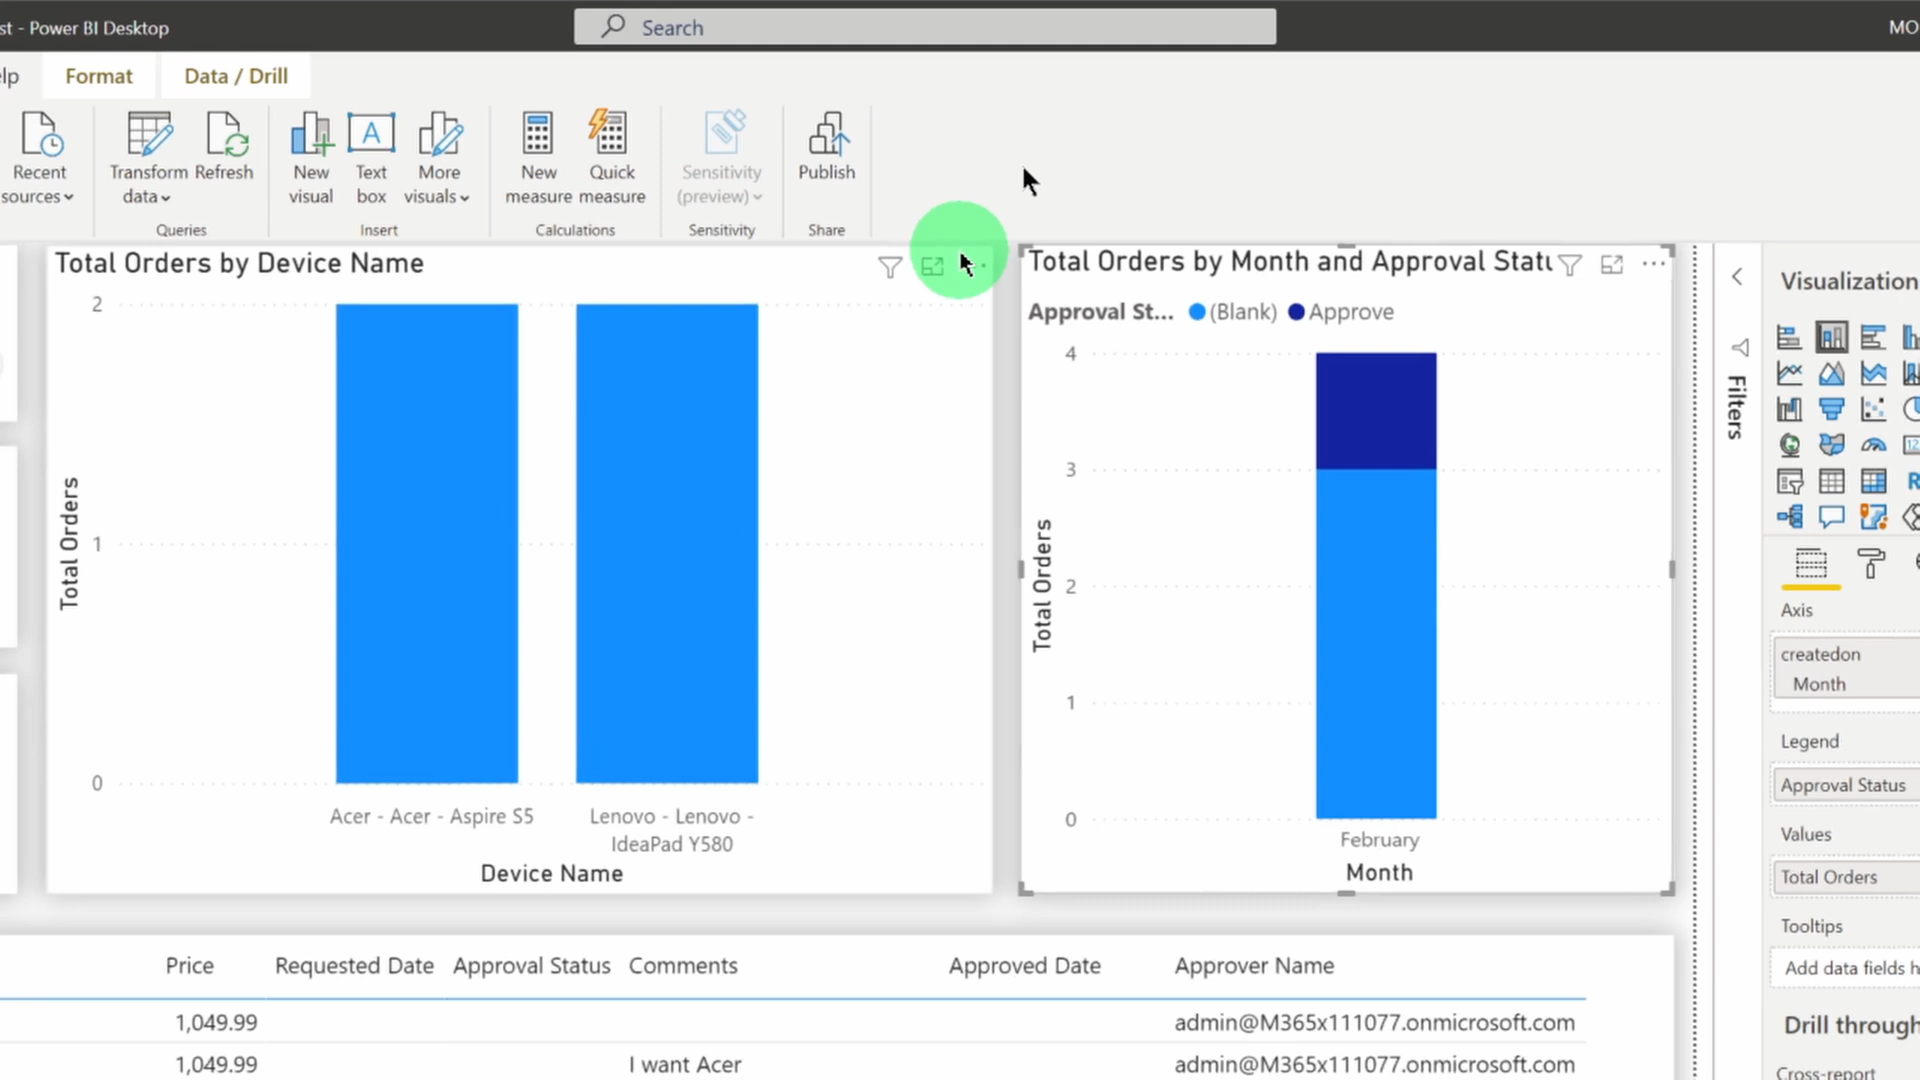 st - Power BI Desktop
Search
MO
elp
Format
Data / Drill
Recent sources
Transform data
Refresh
New visual
Text box
More visuals
New measure
Quick measure
Sensitivity (preview)
Publish
Queries
Insert
Calculations
Sensitivity
Share
Total Orders by Device Name
2
1
0
Total Orders
Acer - Acer - Aspire S5
Lenovo - Lenovo -
IdeaPad Y580
Device Name
Total Orders by Month and Approval Statu
Approval St... (Blank) Approve
4
3
2
1
0
Total Orders
February
Month
Filters
Visualization
Axis
createdon
Month
Legend
Approval Status
Values
Total Orders
Tooltips
Add data fields h
Drill through
Cross-report
Price Requested Date Approval Status Comments Approved Date Approver Name
1,049.99 admin@M365x111077.onmicrosoft.com
1,049.99 I want Acer admin@M365x111077.onmicrosoft.com